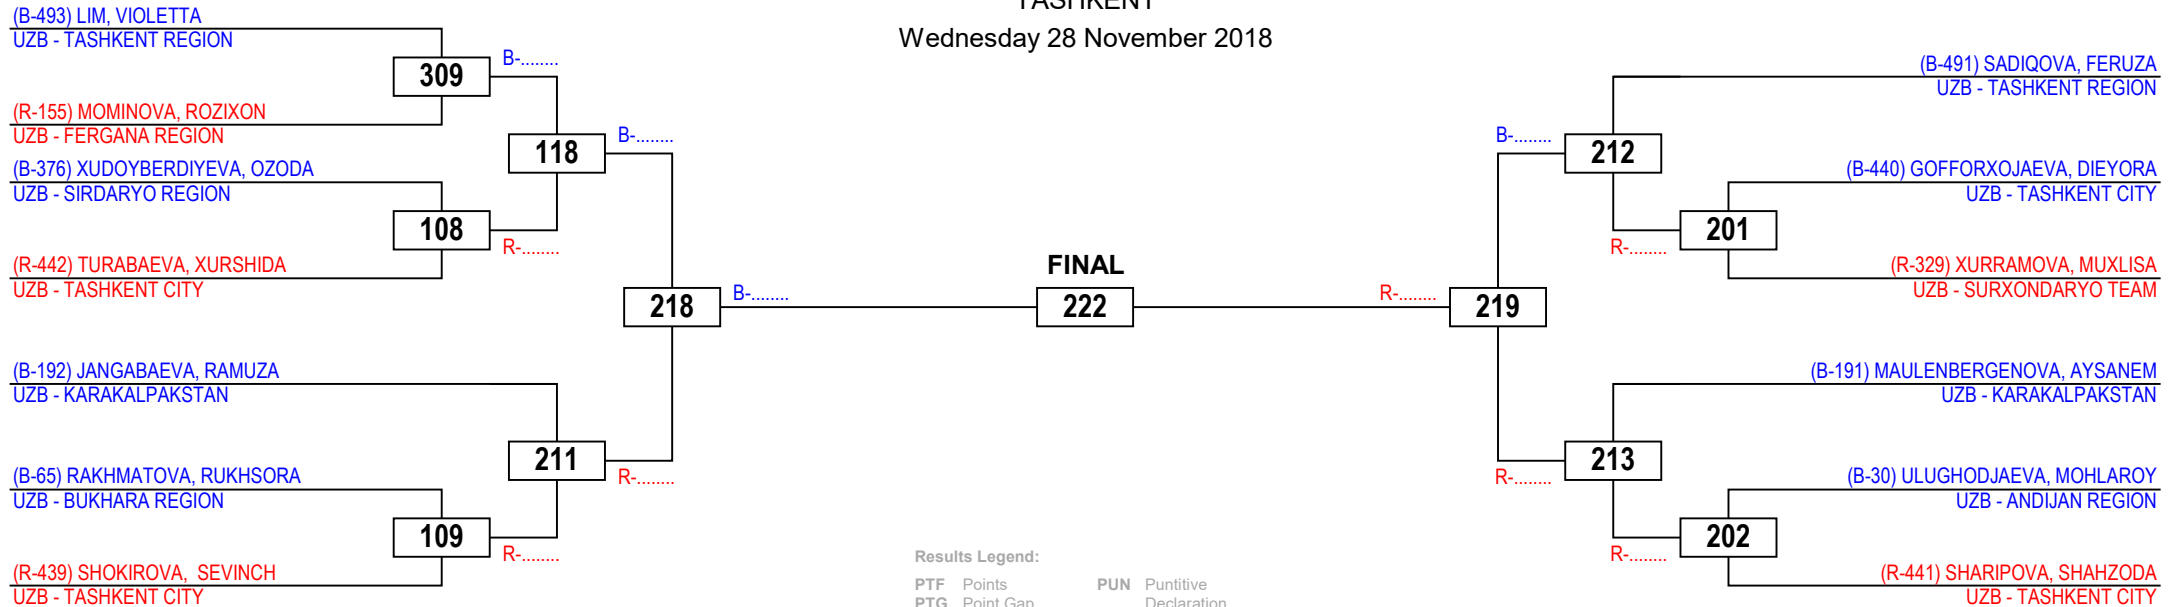 TASHKENT
Wednesday 28 November 2018
(B-493) LIM, VIOLETTA
UZB - TASHKENT REGION
309
B-........
(R-155) MOMINOVA, ROZIXON
UZB - FERGANA REGION
118
B-........
(B-376) XUDOYBERDIYEVA, OZODA
UZB - SIRDARYO REGION
108
R-........
(R-442) TURABAEVA, XURSHIDA
UZB - TASHKENT CITY
218
B-........
(B-192) JANGABAEVA, RAMUZA
UZB - KARAKALPAKSTAN
211
R-........
(B-65) RAKHMATOVA, RUKHSORA
UZB - BUKHARA REGION
109
R-........
(R-439) SHOKIROVA,  SEVINCH
UZB - TASHKENT CITY
FINAL
222
(B-491) SADIQOVA, FERUZA
UZB - TASHKENT REGION
B-........
212
(B-440) GOFFORXOJAEVA, DIEYORA
UZB - TASHKENT CITY
R-........
201
(R-329) XURRAMOVA, MUXLISA
UZB - SURXONDARYO TEAM
R-........
219
(B-191) MAULENBERGENOVA, AYSANEM
UZB - KARAKALPAKSTAN
R-........
213
(B-30) ULUGHODJAEVA, MOHLAROY
UZB - ANDIJAN REGION
R-........
202
(R-441) SHARIPOVA, SHAHZODA
UZB - TASHKENT CITY
Results Legend:
PTF Points PUN Puntitive
PTG Point Gap Declaration